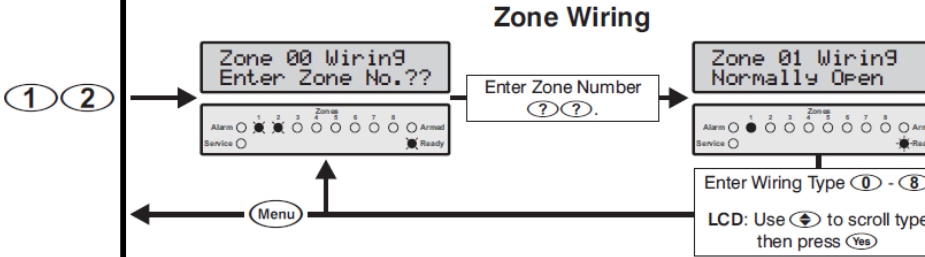 Zone Wiring
1 2
Zone 00 Wiring
Enter Zone No.??
Zones
1 2 3 4 5 6 7 8
Alarm Armed
Service Ready
Enter Zone Number
? ?.
Zone 01 Wiring
Normally Open
Zones
1 2 3 4 5 6 7 8
Alarm Arm
Service Rea
Enter Wiring Type 0 - 8
LCD: Use to scroll type
then press Yes
Menu